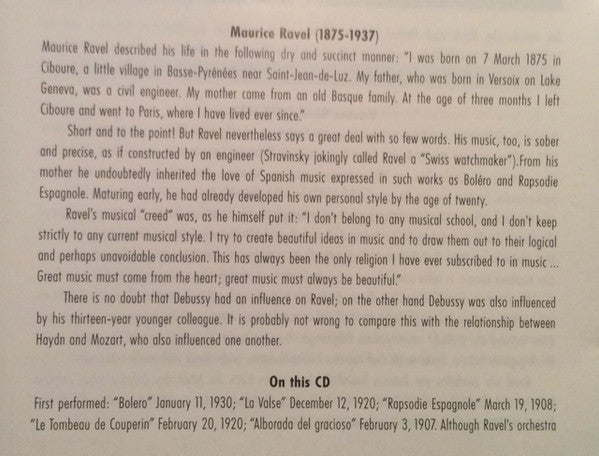 Maurice Ravel (1875-1937)
Maurice Ravel described his life in the following dry and succinct manner: "I was born on 7 March 1875 in
Ciboure, a little village in Basse-Pyrénées near Saint-Jean-de-Luz. My father, who was born in Versoix on Lake
Geneva, was a civil engineer. My mother came from an old Basque family. At the age of three months I left
Ciboure and went to Paris, where I have lived ever since."
Short and to the point! But Ravel nevertheless says a great deal with so few words. His music, too, is sober
and precise, as if constructed by an engineer (Stravinsky jokingly called Ravel a "Swiss watchmaker").From his
mother he undoubtedly inherited the love of Spanish music expressed in such works as Boléro and Rapsodie
Espagnole. Maturing early, he had already developed his own personal style by the age of twenty.
Ravel's musical "creed" was, as he himself put it: "I don't belong to any musical school, and I don't keep
strictly to any current musical style. I try to create beautiful ideas in music and to draw them out to their logical
and perhaps unavoidable conclusion. This has always been the only religion I have ever subscribed to in music ...
Great music must come from the heart; great music must always be beautiful."
There is no doubt that Debussy had an influence on Ravel; on the other hand Debussy was also influenced
by his thirteen-year younger colleague. It is probably not wrong to compare this with the relationship between
Haydn and Mozart, who also influenced one another.
On this CD
First performed: "Bolero" January 11, 1930; "La Valse" December 12, 1920; "Rapsodie Espagnole" March 19, 1908;
"Le Tombeau de Couperin" February 20, 1920; "Alborada del gracioso" February 3, 1907. Although Ravel's orchestra